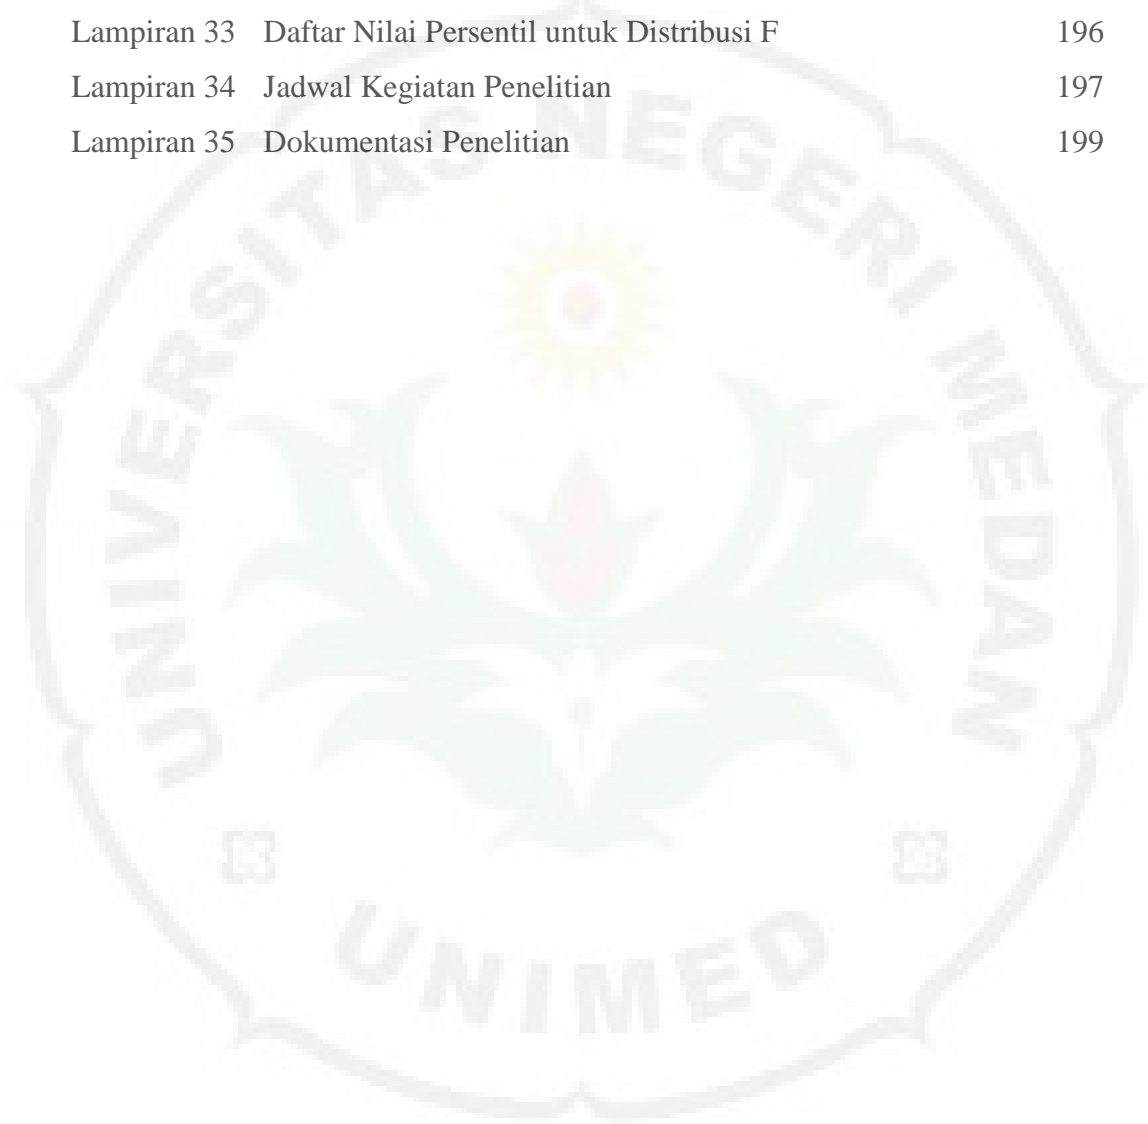 Lampiran 33 Daftar Nilai Persentil untuk Distribusi F 196
Lampiran 34 Jadwal Kegiatan Penelitian 197
Lampiran 35 Dokumentasi Penelitian 199
UNIVERSITAS NEGERI MEDAN
UNIMED